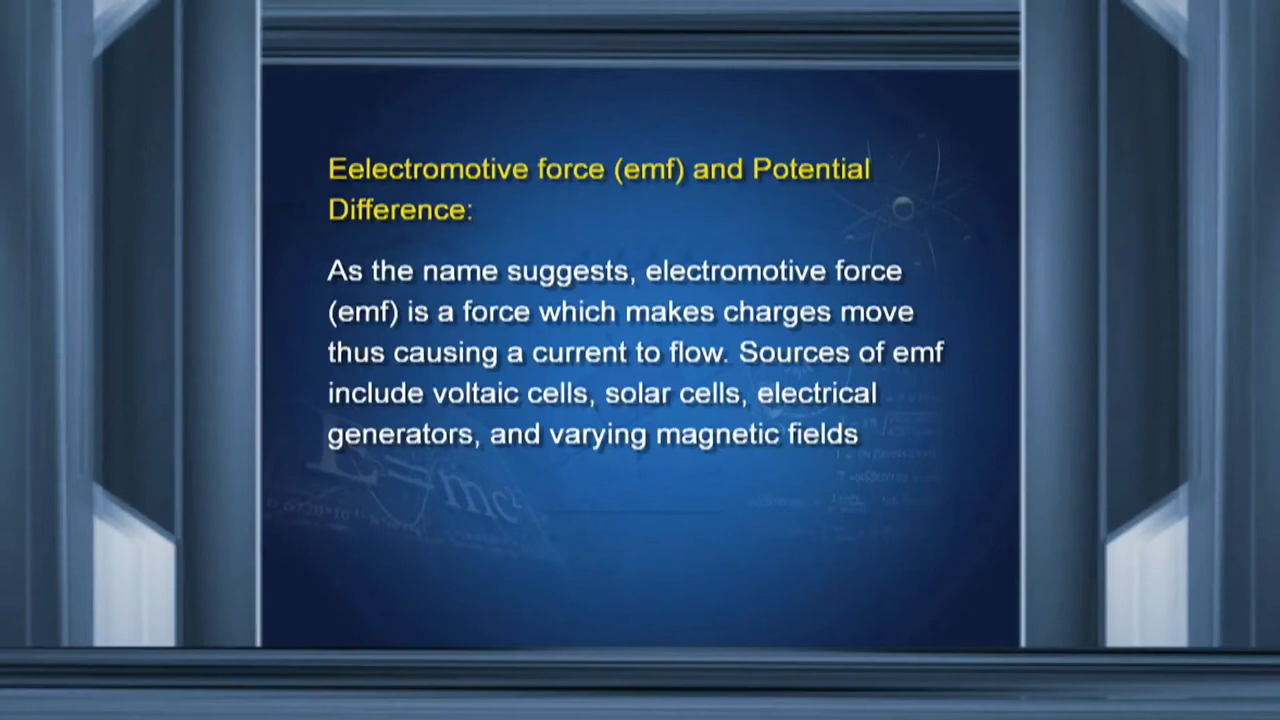 Eelectromotive force (emf) and Potential
Difference:
As the name suggests, electromotive force
(emf) is a force which makes charges move
thus causing a current to flow. Sources of emf
include voltaic cells, solar cells, electrical
generators, and varying magnetic fields
E=mc²